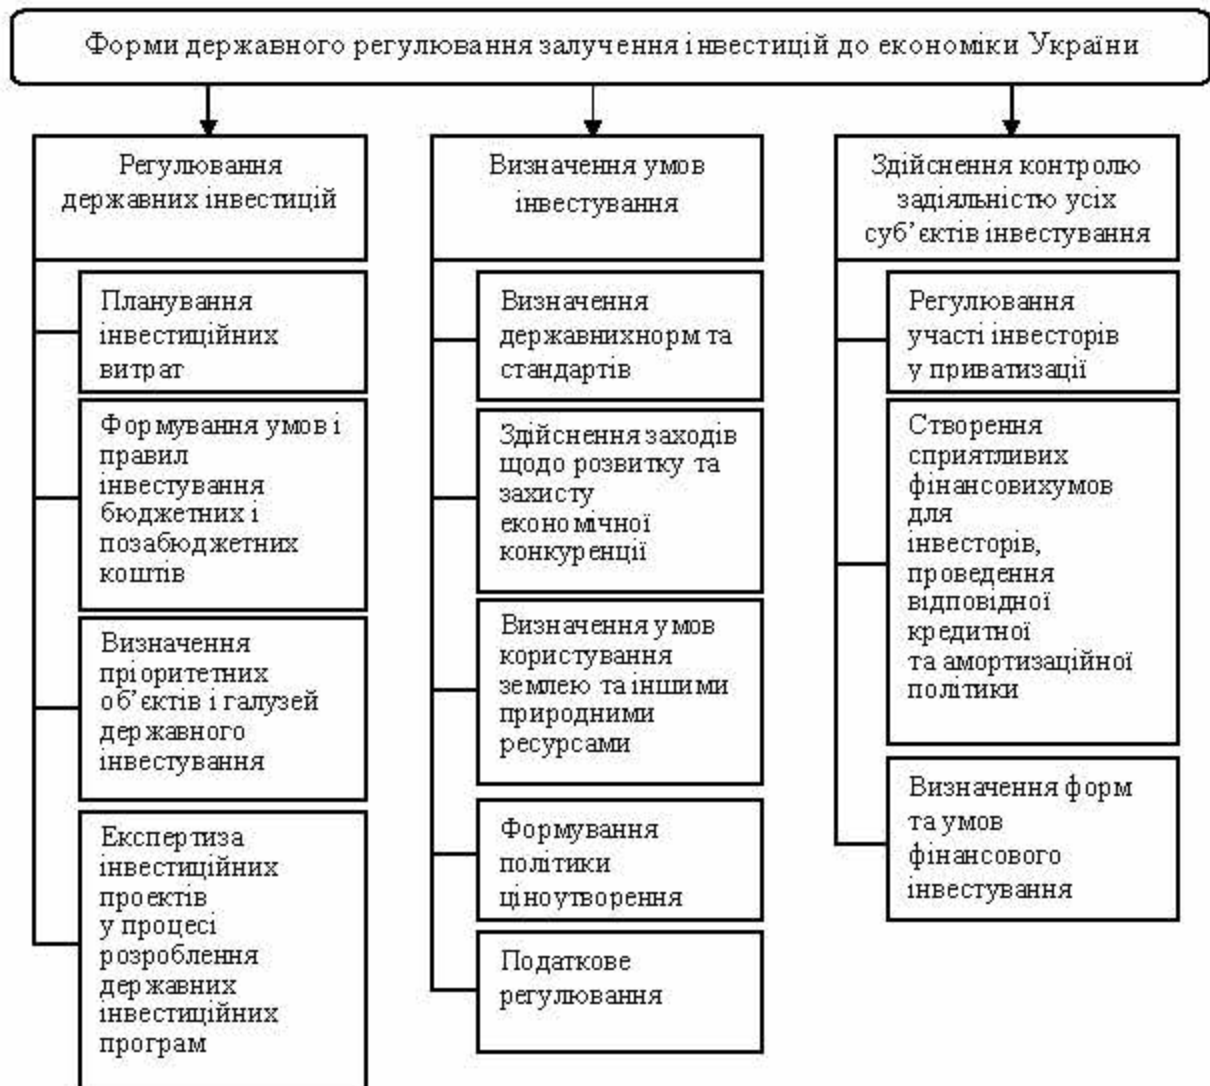 Форми державного регулювання залучення інвестицій до економіки України
Регулювання
державних інвестицій
Планування
інвестиційних
витрат
Формування умов і
правил
інвестування
бюджетних і
позабюджетних
коштів
Визначення
пріоритетних
об’єктів і галузей
державного
інвестування
Експертиза
інвестиційних
проектів
у процесі
розроблення
державних
інвестиційних
програм
Визначення умов
інвестування
Визначення
державнихнорм та
стандартів
Здійснення заходів
щодо розвитку та
захисту
економічної
конкуренції
Визначення умов
користування
землею та іншими
природними
ресурсами
Формування
політики
ціноутворення
Податкове
регулювання
Здійснення контролю
задіяльністю усіх
суб’єктів інвестування
Регулювання
участі інвесторів
у приватизації
Створення
сприятливих
фінансовихумов
для
інвесторів,
проведення
відповідної
кредитної
та амортизаційної
політики
Визначення форм
та умов
фінансового
інвестування